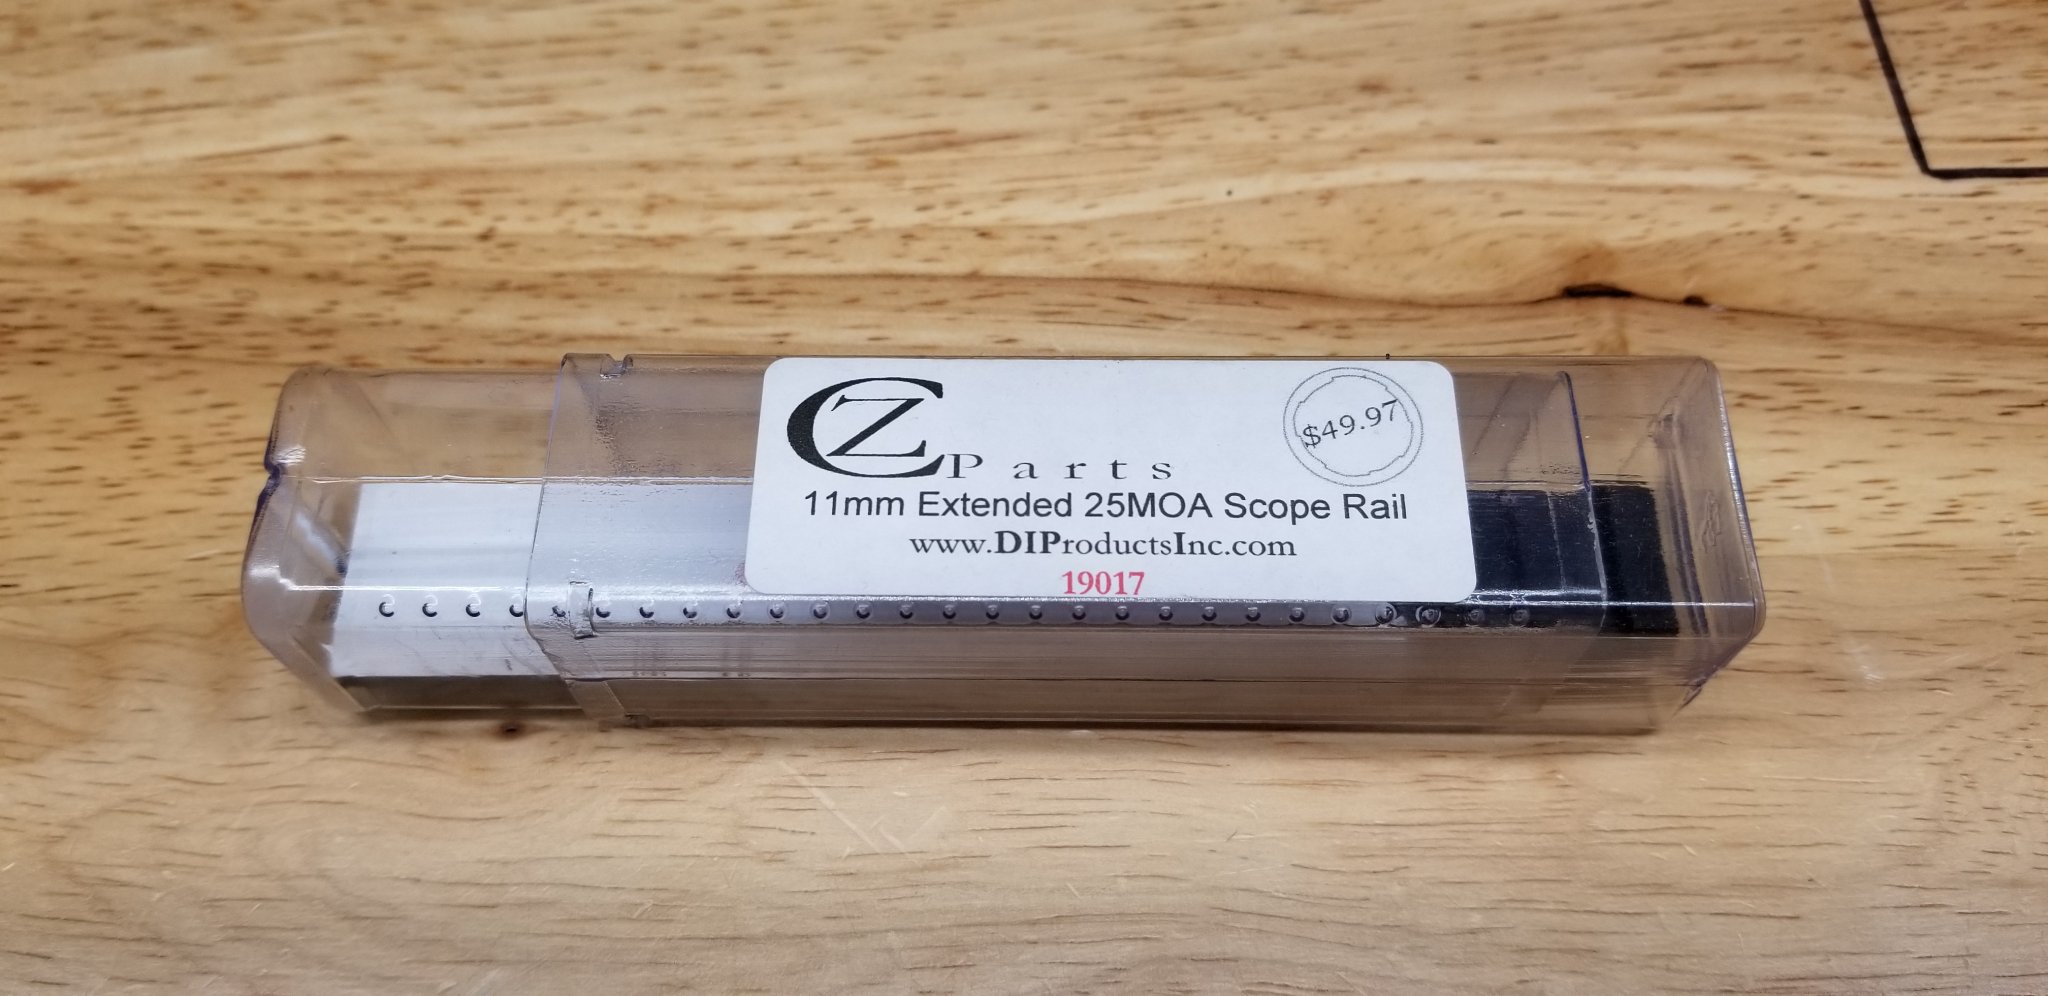 CZ Parts
$49.97
11mm Extended 25MOA Scope Rail
www.DIProductsInc.com
19017